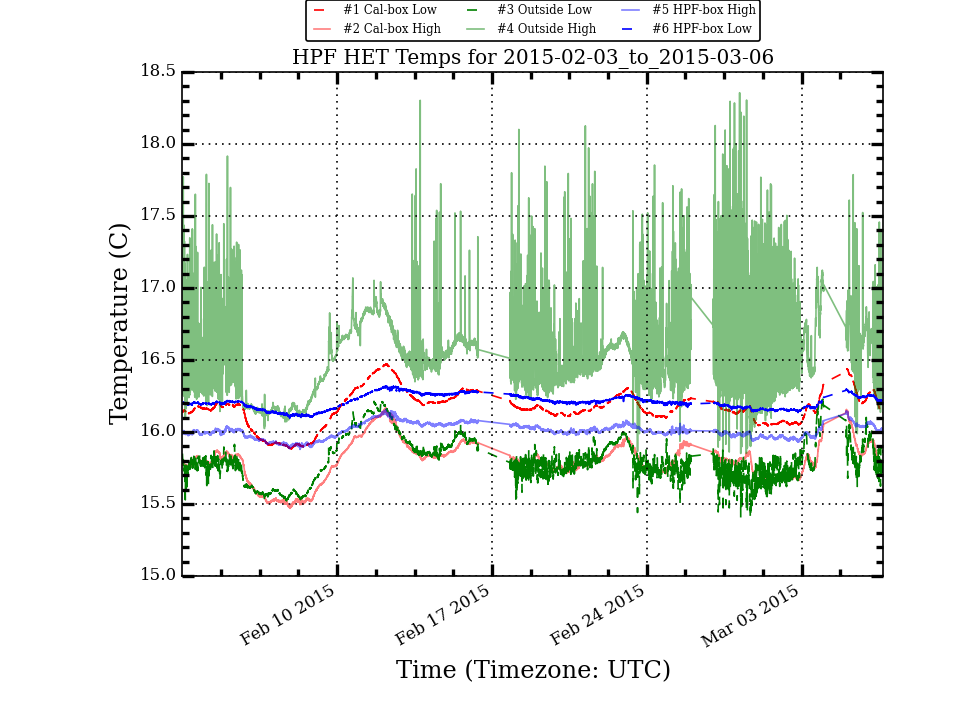 #1 Cal-box Low #3 Outside Low #5 HPF-box High
#2 Cal-box High #4 Outside High #6 HPF-box Low
HPF HET Temps for 2015-02-03_to_2015-03-06
18.5
18.0
17.5
17.0
16.5
16.0
15.5
15.0
Temperature (C)
Feb 10 2015 Feb 17 2015 Feb 24 2015 Mar 03 2015
Time (Timezone: UTC)